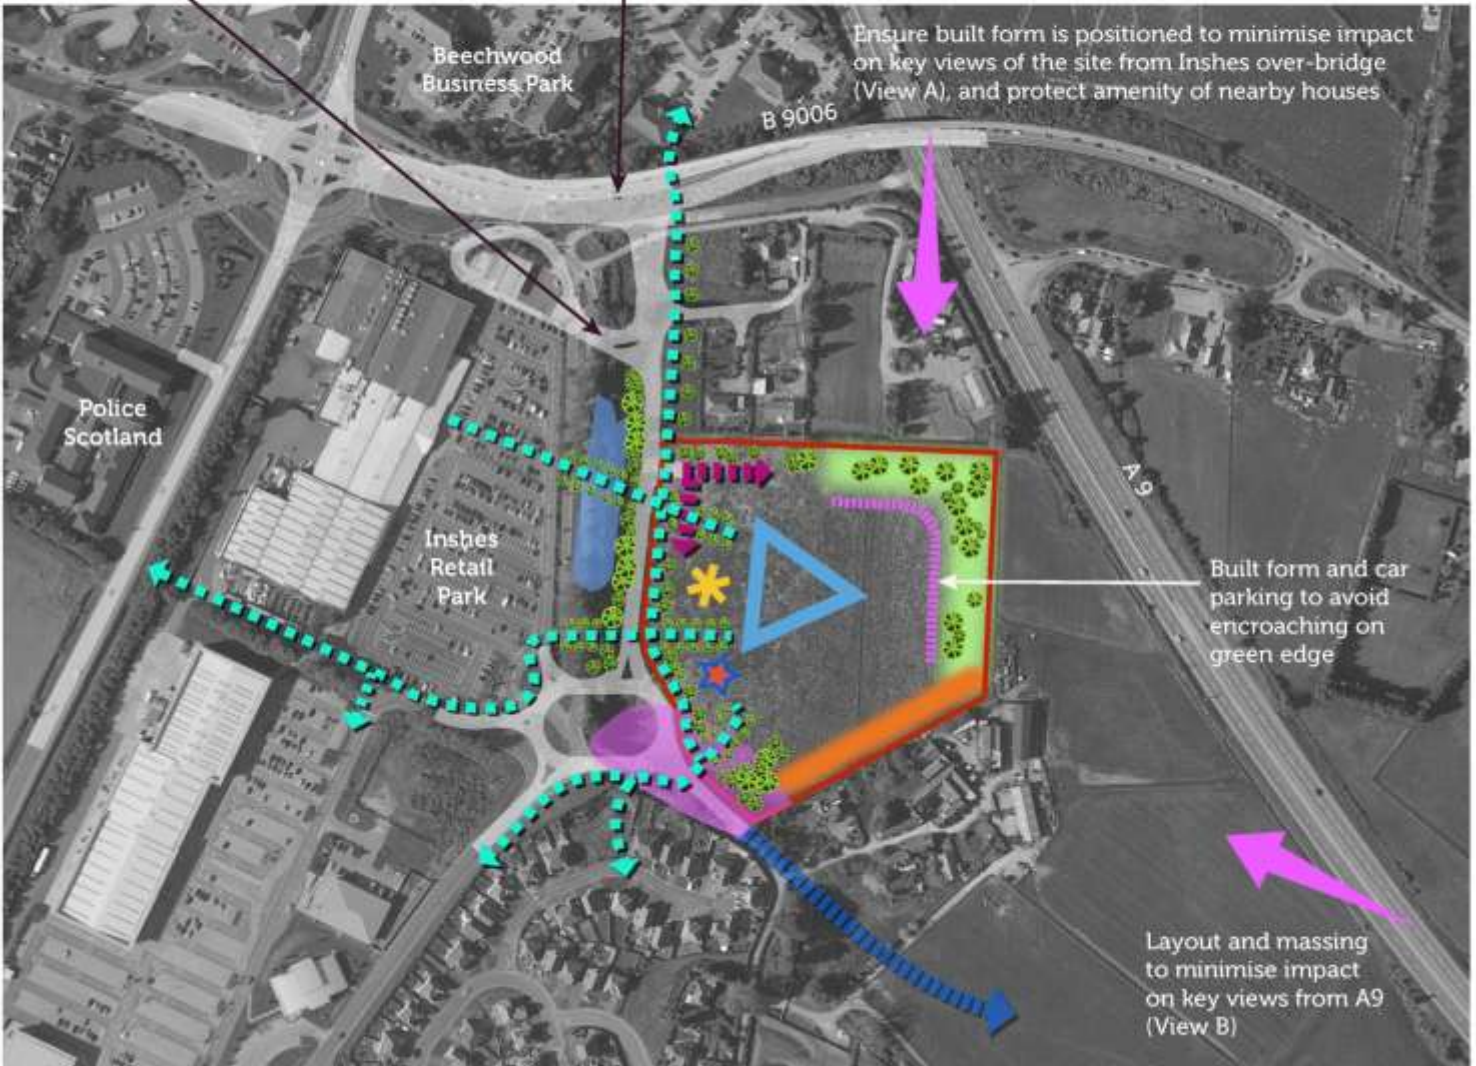 Ensure built form is positioned to minimise impact
on key views of the site from Inshes over-bridge
(View A), and protect amenity of nearby houses
Beechwood
Business Park
B 9006
Police
Scotland
A 9
Inshes
Retail
Park
Built form and car
parking to avoid
encroaching on
green edge
Layout and massing
to minimise impact
on key views from A9
(View B)